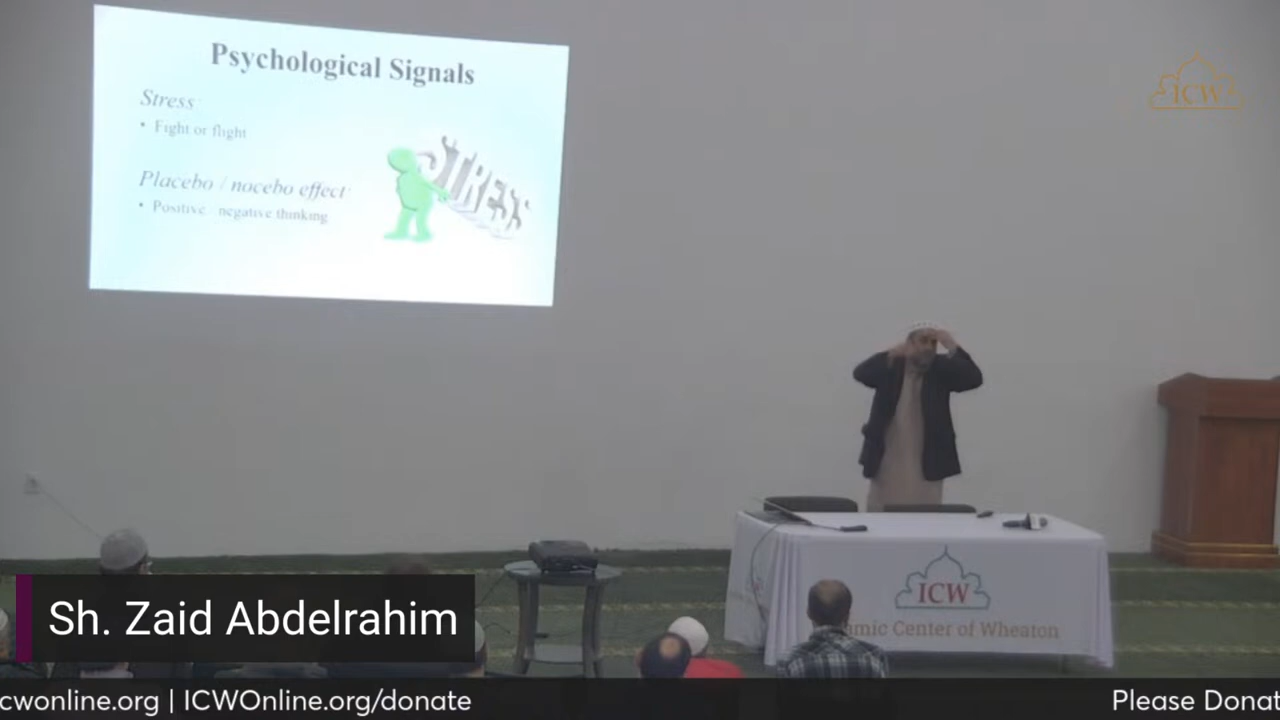 Psychological Signals
Stress:
• Fight or flight
STRESS
Placebo / nocebo effect:
• Positive negative thinking
ICW
ICW
mic Center of Wheaton
Sh. Zaid Abdelrahim
cwonline.org | ICWOnline.org/donate
Please Donat